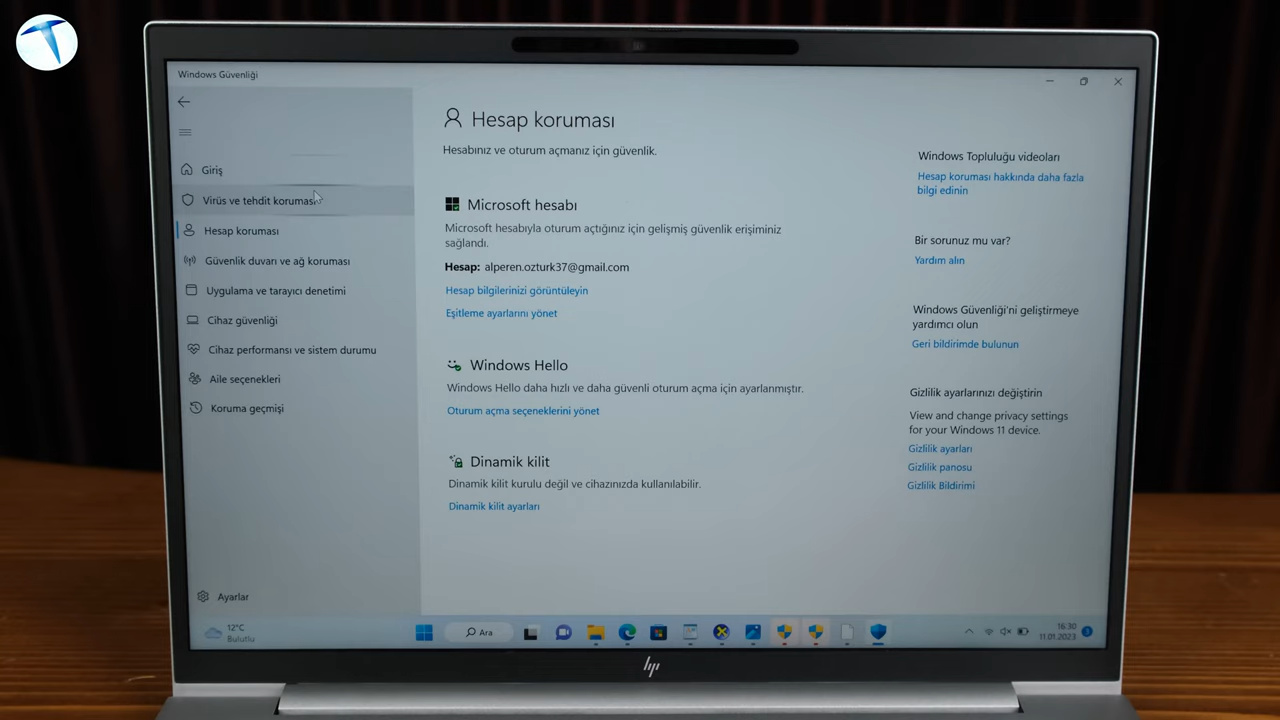 Windows Güvenliği
Giriş
Virüs ve tehdit koruması
Hesap koruması
Güvenlik duvarı ve ağ koruması
Uygulama ve tarayıcı denetimi
Cihaz güvenliği
Cihaz performansı ve sistem durumu
Aile seçenekleri
Koruma geçmişi
Ayarlar
Hesap koruması
Hesabınız ve oturum açmanız için güvenlik.
Microsoft hesabı
Microsoft hesabıyla oturum açtığınız için gelişmiş güvenlik erişiminiz
sağlandı.
Hesap: alperen.ozturk37@gmail.com
Hesap bilgilerinizi görüntüleyin
Eşitleme ayarlarını yönet
Windows Hello
Windows Hello daha hızlı ve daha güvenli oturum açma için ayarlanmıştır.
Oturum açma seçeneklerini yönet
Dinamik kilit
Dinamik kilit kurulu değil ve cihazınızda kullanılabilir.
Dinamik kilit ayarları
Windows Topluluğu videoları
Hesap koruması hakkında daha fazla
bilgi edinin
Bir sorunuz mu var?
Yardım alın
Windows Güvenliği'ni geliştirmeye
yardımcı olun
Geri bildirimde bulunun
Gizlilik ayarlarınızı değiştirin
View and change privacy settings
for your Windows 11 device.
Gizlilik ayarları
Gizlilik panosu
Gizlilik Bildirimi
12°C
Bulutlu
Ara
16:30
11.01.2023
3
hp